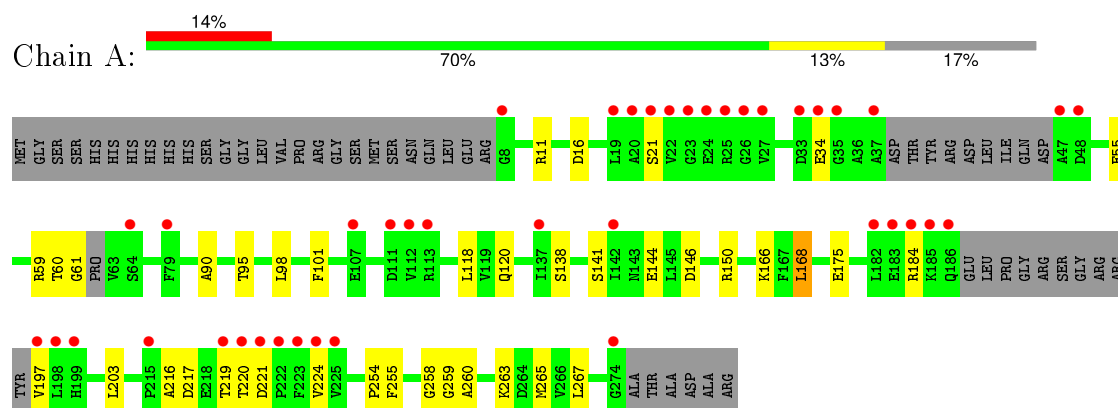 14%
Chain A:
70% 13% 17%
MET GLY SER SER HIS HIS HIS HIS HIS HIS SER GLY GLY LEU VAL PRO ARG GLY SER MET SER ASN GLN LEU GLU ARG G8 R11 D16 L19 A20 S21 V22 G23 E24 R25 G26 V27 D33 E34 G35 A36 A37 ASP THR TYR ARG ASP LEU ILE GLN ASP A47 D48 E55
R59 T60 G61 PRO V63 S64 F79 A90 T95 L98 F101 E107 D111 V112 R113 L118 V119 Q120 I137 S138 S141 I142 N143 E144 L145 D146 R150 K166 F167 L168 E175 L182 E183 R184 K185 Q186 GLU LEU PRO GLY ARG SER GLY ARG ARG
TYR V197 L198 H199 L203 P215 A216 D217 E218 T219 T220 D221 P222 F223 V224 V225 P254 F255 G258 G259 A260 K263 D264 M265 V266 L267 G274 ALA THR ALA ASP ALA ARG